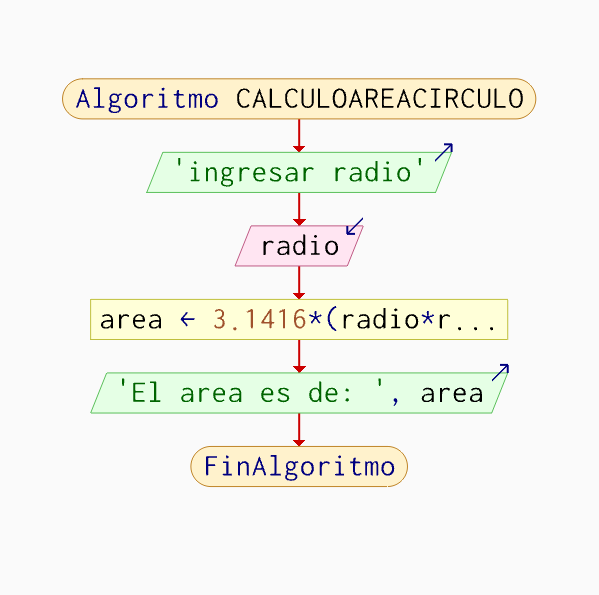 Algoritmo CALCULOAREACIRCULO
'ingresar radio'
radio
area ← 3.1416*(radio*r...
'El area es de: ', area
FinAlgoritmo